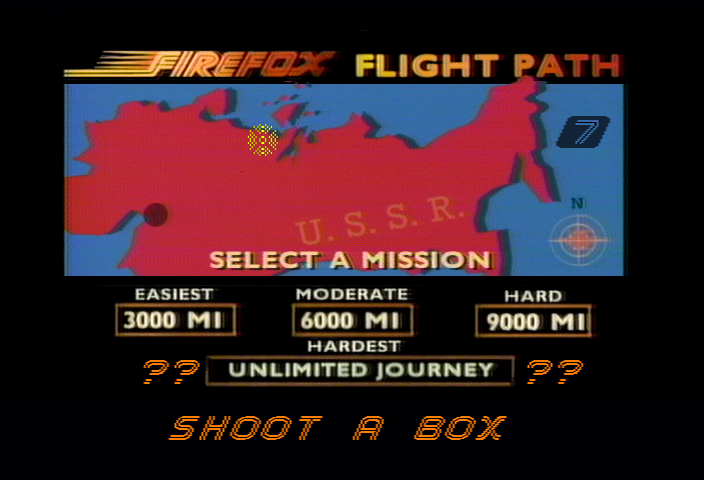 FIREFOX FLIGHT PATH
7
U.S.S.R.
N
SELECT A MISSION
EASIEST MODERATE HARD
3000 MI 6000 MI 9000 MI
HARDEST
?? UNLIMITED JOURNEY ??
SHOOT A BOX